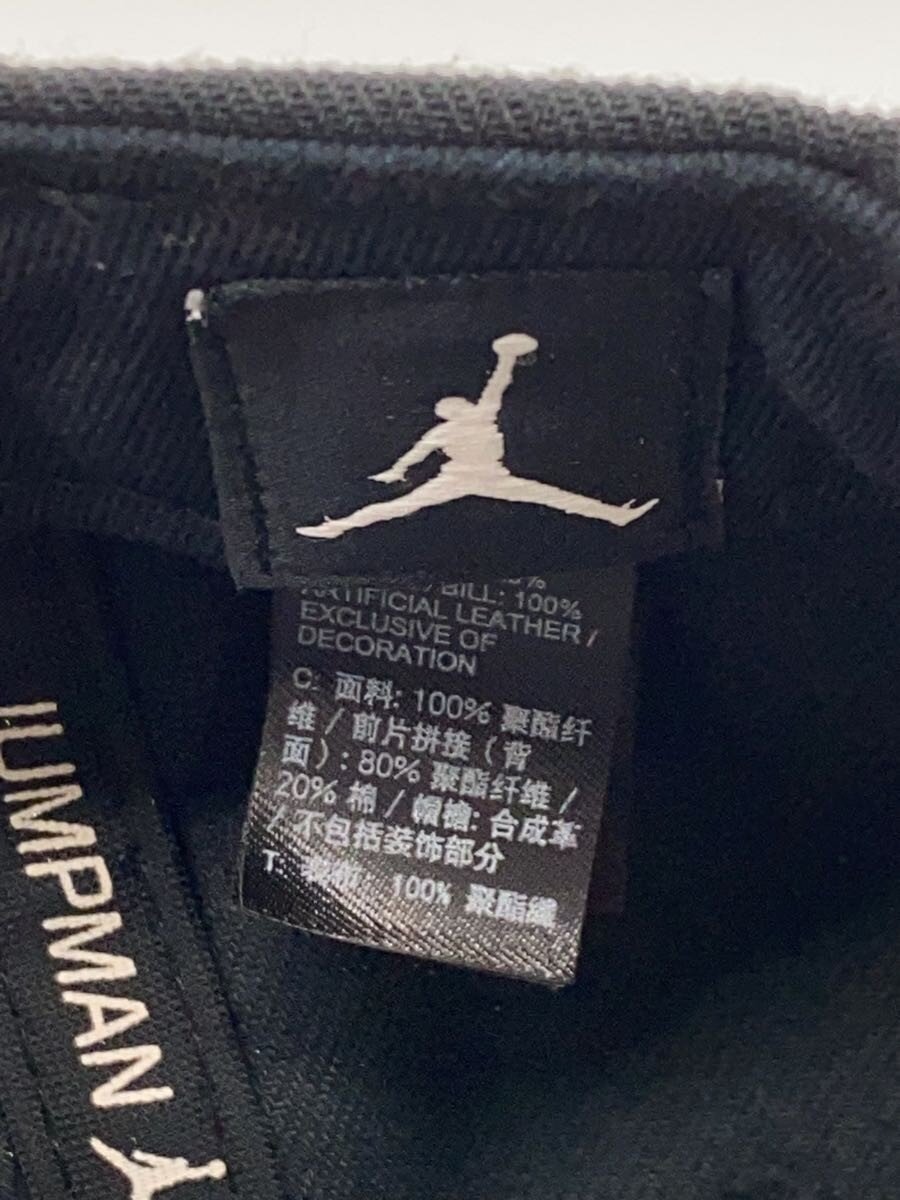 BILL: 100%
ARTIFICIAL LEATHER /
EXCLUSIVE OF
DECORATION
C: 面料: 100% 聚酯纤
维 / 前片拼接 (背
面) : 80% 聚酯纤维 /
20% 棉 / 帽檐: 合成革
/ 不包括装饰部分
T: 100% 聚酯纖
JUMPMAN